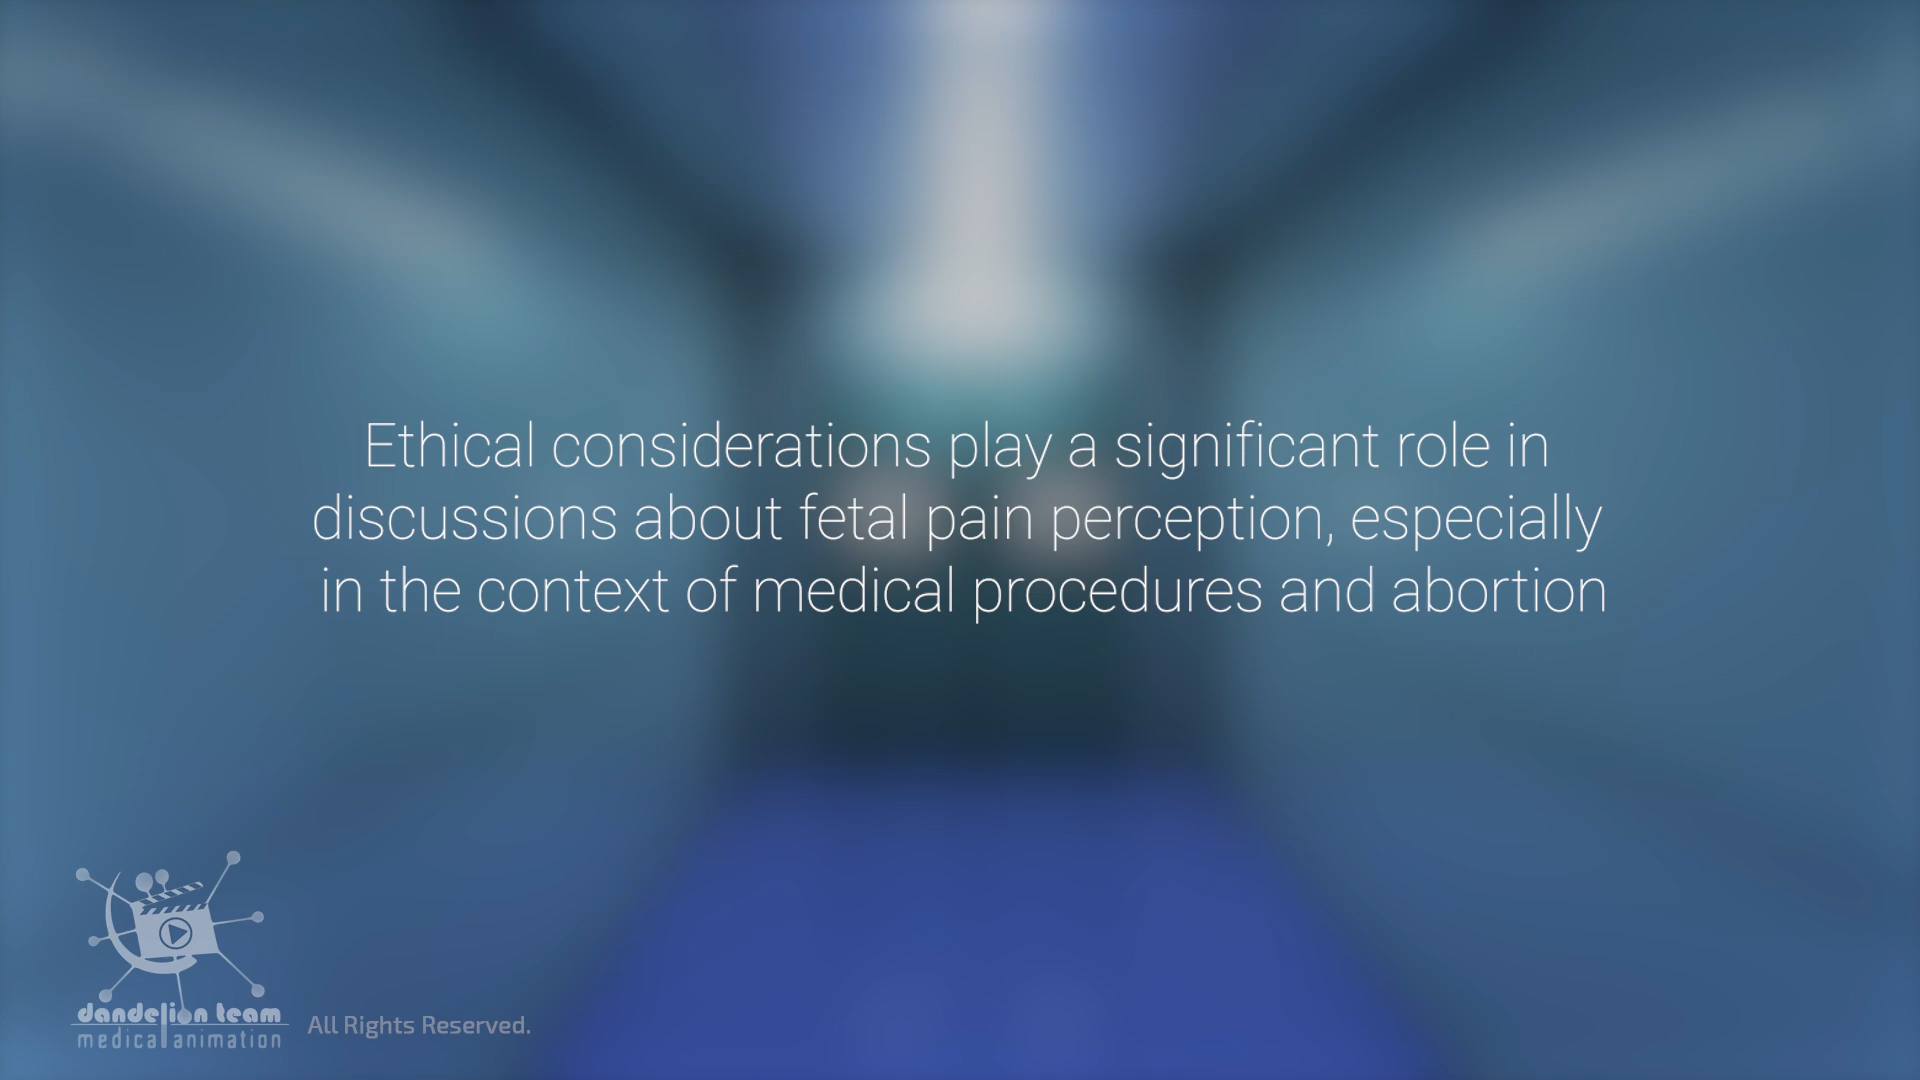 Ethical considerations play a significant role in
discussions about fetal pain perception, especially
in the context of medical procedures and abortion
dandelion team
medical animation
All Rights Reserved.